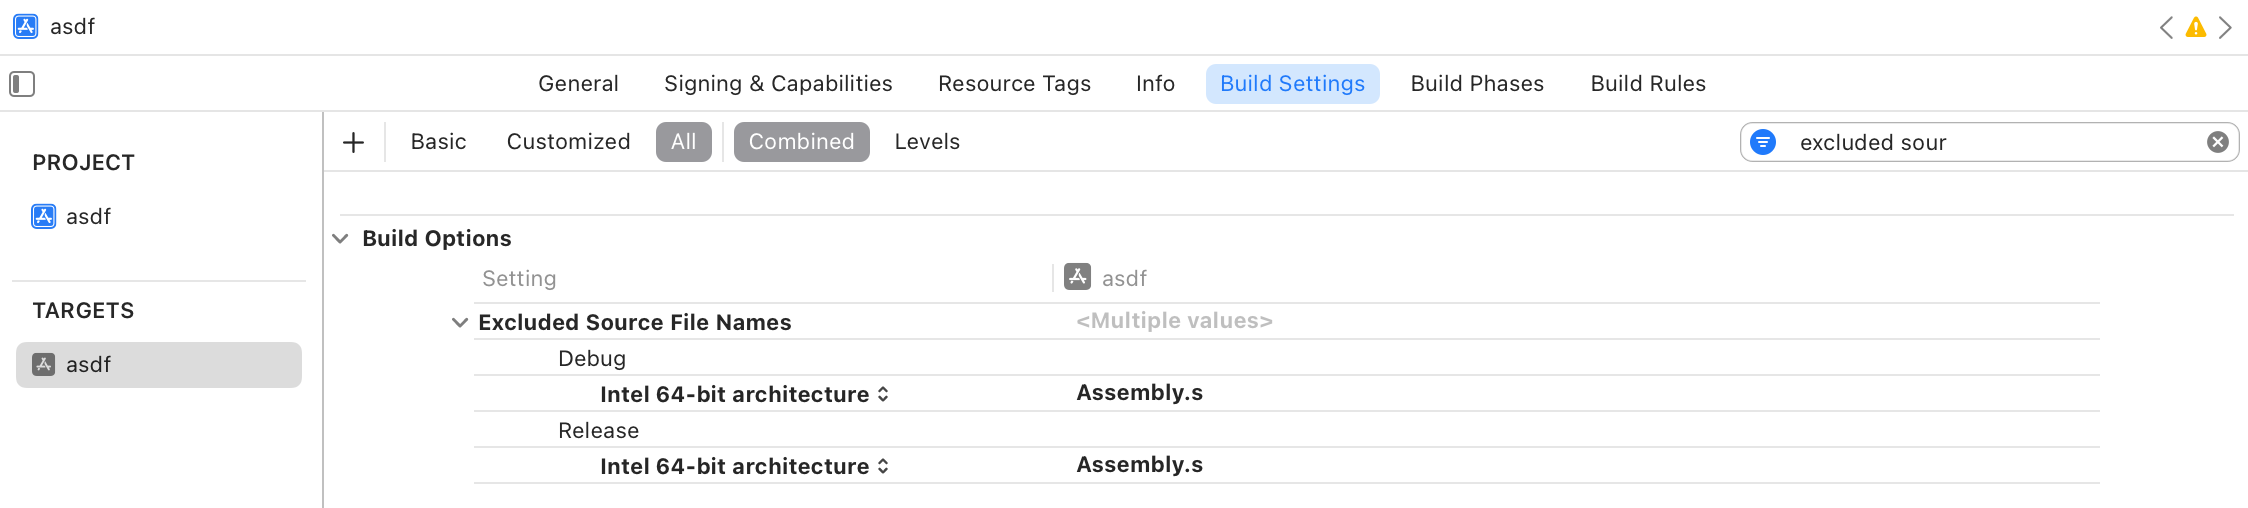 asdf
General Signing & Capabilities Resource Tags Info Build Settings Build Phases Build Rules
PROJECT
asdf
TARGETS
asdf
Basic Customized All Combined Levels excluded sour
Build Options
Setting asdf
Excluded Source File Names <Multiple values>
Debug
Intel 64-bit architecture Assembly.s
Release
Intel 64-bit architecture Assembly.s